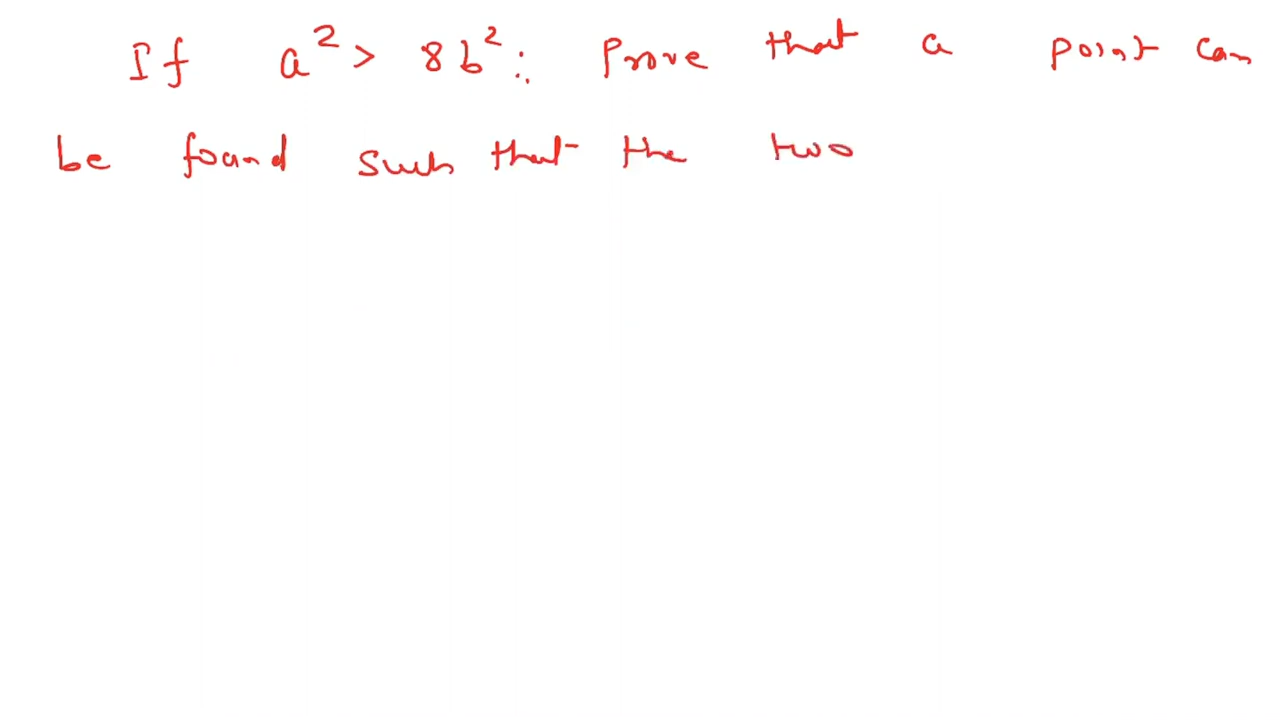 If a² > 8b²; Prove that a point can
be found such that the two